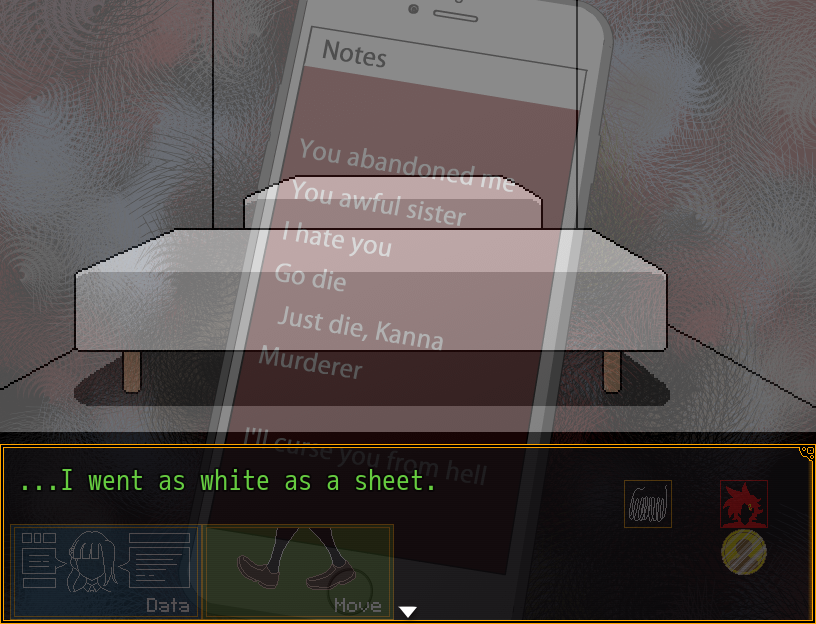 Notes
You abandoned me
You awful sister
I hate you
Go die
Just die, Kanna
Murderer
I'll curse you from hell
...I went as white as a sheet.
Data
Move